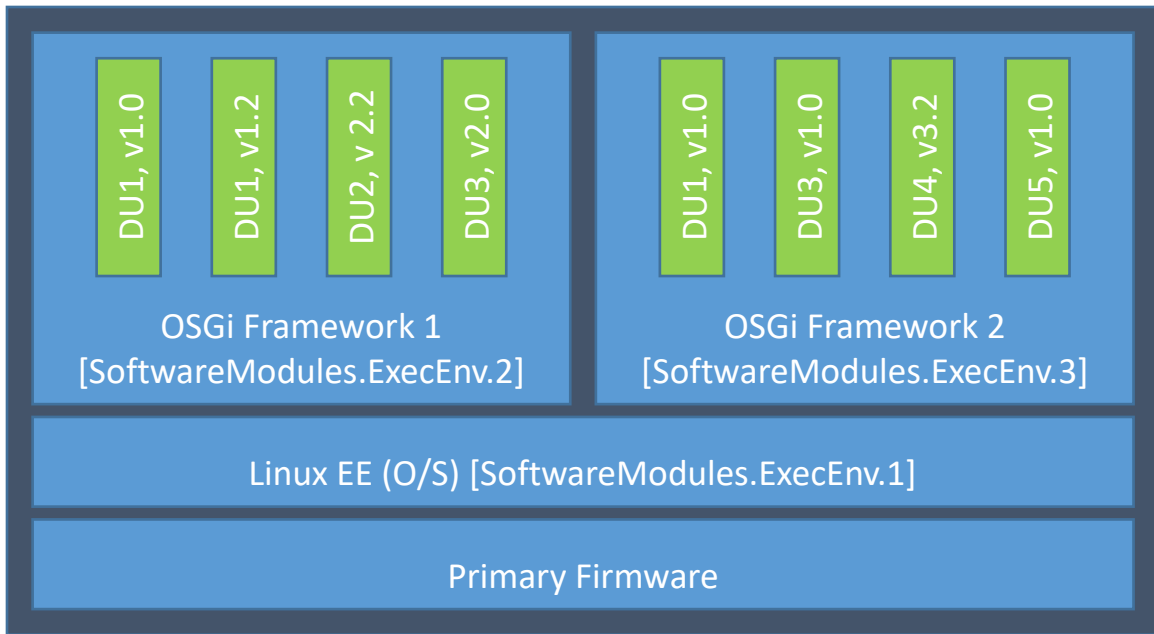 DU1, v1.0
DU1, v1.2
DU2, v 2.2
DU3, v2.0
OSGi Framework 1
[SoftwareModules.ExecEnv.2]
DU1, v1.0
DU3, v1.0
DU4, v3.2
DU5, v1.0
OSGi Framework 2
[SoftwareModules.ExecEnv.3]
Linux EE (O/S) [SoftwareModules.ExecEnv.1]
Primary Firmware